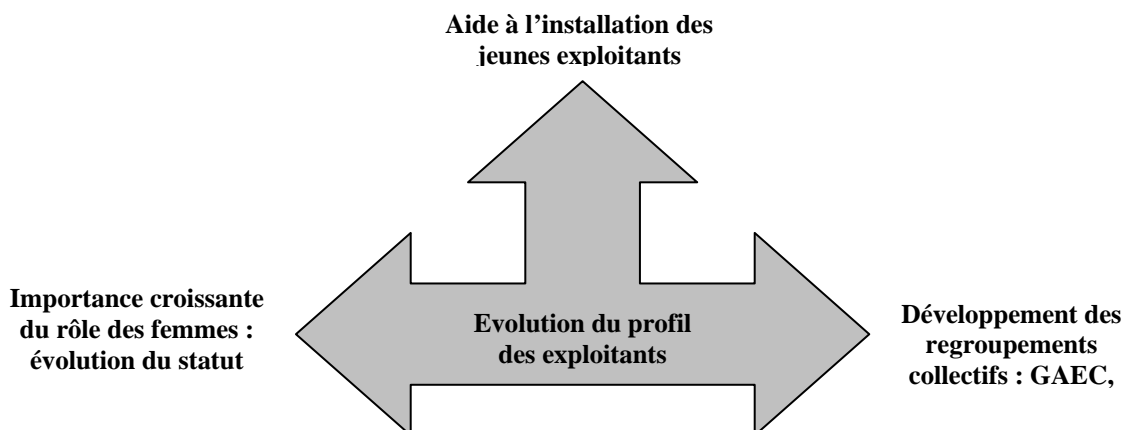 Aide à l’installation des
jeunes exploitants
Importance croissante
du rôle des femmes :
évolution du statut
Evolution du profil
des exploitants
Développement des
regroupements
collectifs : GAEC,